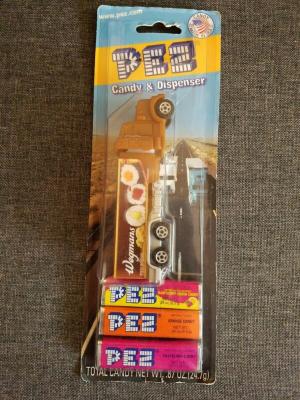 www.pez.com
PEZ
Candy & Dispenser
Wegmans
PEZ
PEZ
PEZ
TOTAL CANDY NET WT. .87 OZ (24.7g)